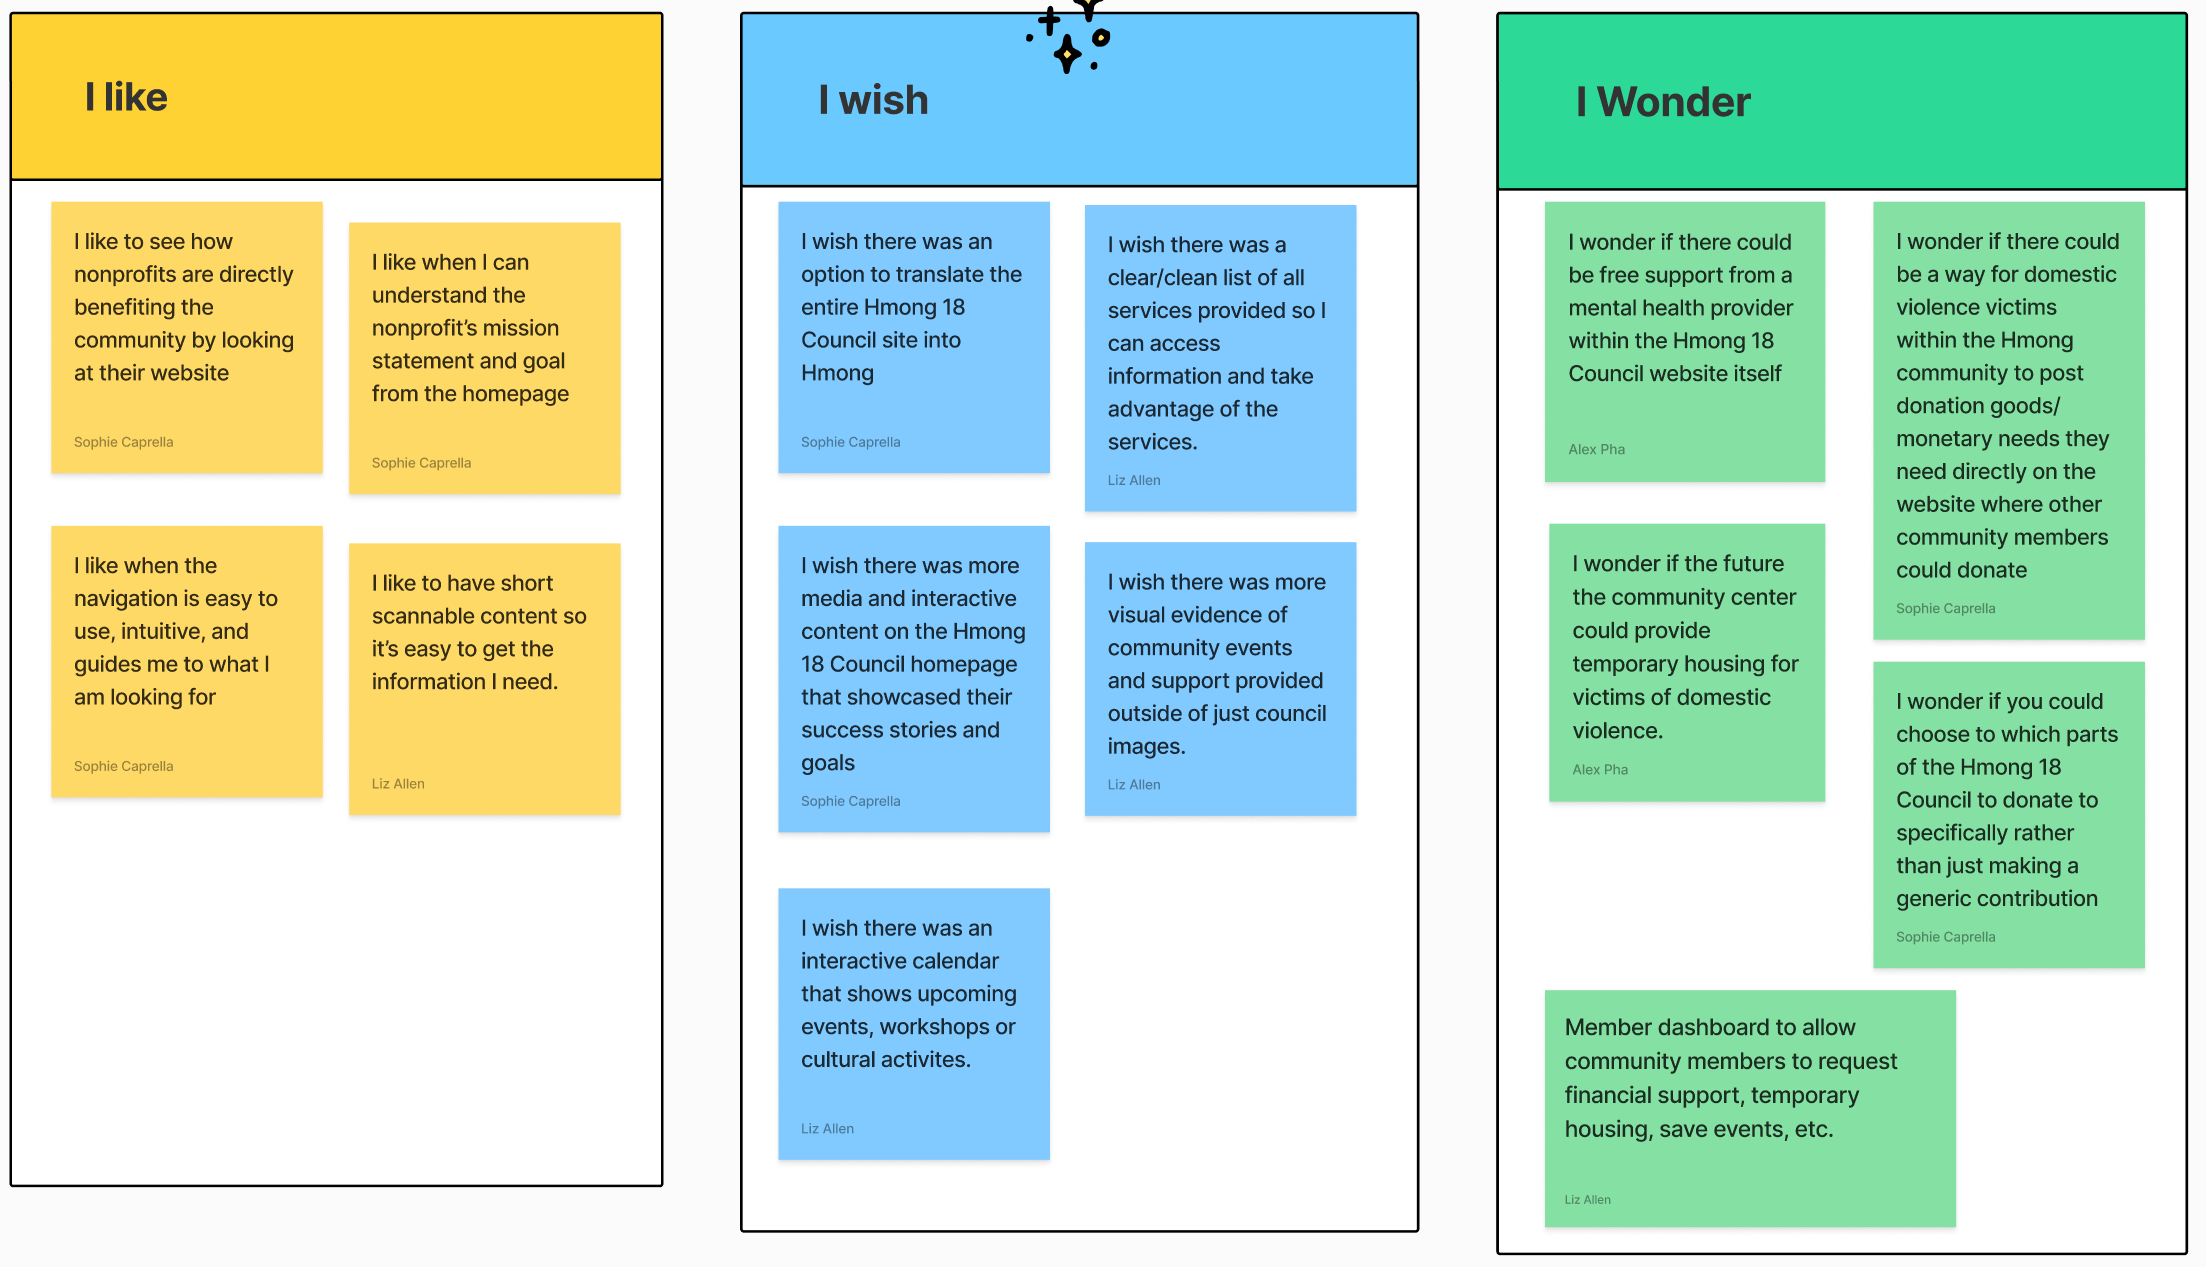 I like
I like to see how
nonprofits are directly
benefiting the
community by looking
at their website
Sophie Caprella
I like when I can
understand the
nonprofit's mission
statement and goal
from the homepage
Sophie Caprella
I like when the
navigation is easy to
use, intuitive, and
guides me to what I
am looking for
Sophie Caprella
I like to have short
scannable content so
it's easy to get the
information I need.
Liz Allen
I wish
I wish there was an
option to translate the
entire Hmong 18
Council site into
Hmong
Sophie Caprella
I wish there was a
clear/clean list of all
services provided so I
can access
information and take
advantage of the
services.
Liz Allen
I wish there was more
media and interactive
content on the Hmong
18 Council homepage
that showcased their
success stories and
goals
Sophie Caprella
I wish there was more
visual evidence of
community events
and support provided
outside of just council
images.
Liz Allen
I wish there was an
interactive calendar
that shows upcoming
events, workshops or
cultural activites.
Liz Allen
I Wonder
I wonder if there could
be free support from a
mental health provider
within the Hmong 18
Council website itself
Alex Pha
I wonder if there could
be a way for domestic
violence victims
within the Hmong
community to post
donation goods/
monetary needs they
need directly on the
website where other
community members
could donate
Sophie Caprella
I wonder if the future
the community center
could provide
temporary housing for
victims of domestic
violence.
Alex Pha
I wonder if you could
choose to which parts
of the Hmong 18
Council to donate to
specifically rather
than just making a
generic contribution
Sophie Caprella
Member dashboard to allow
community members to request
financial support, temporary
housing, save events, etc.
Liz Allen